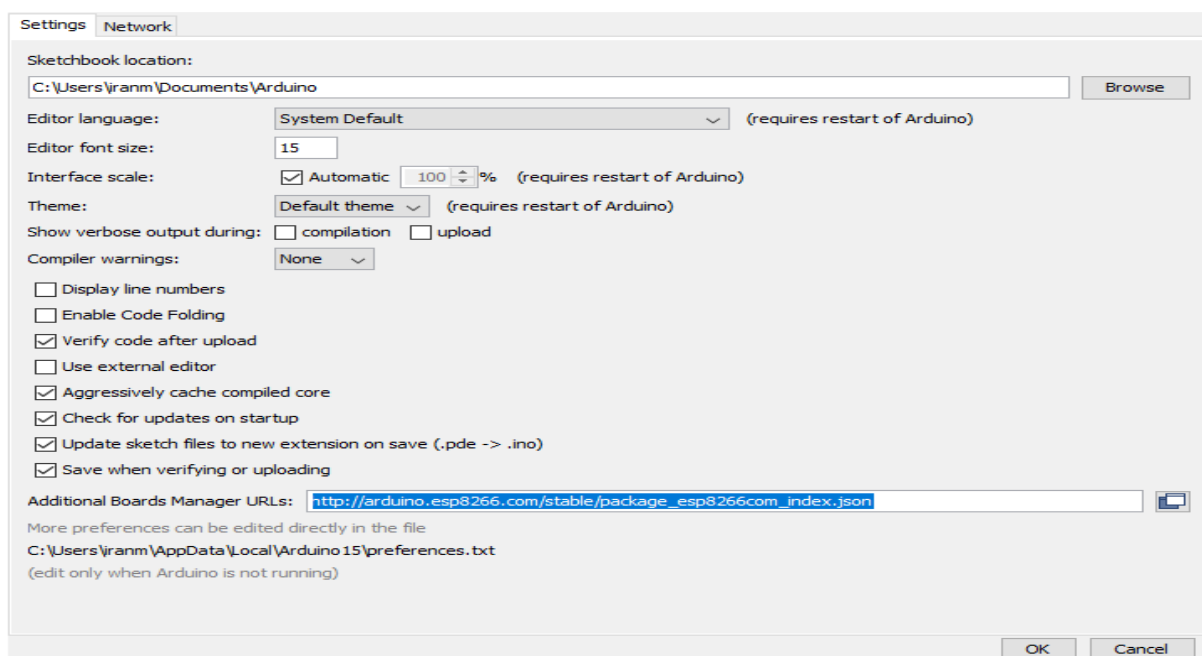 Settings Network
Sketchbook location:
C:\Users\iranm\Documents\Arduino Browse
Editor language: System Default (requires restart of Arduino)
Editor font size: 15
Interface scale: Automatic 100 % (requires restart of Arduino)
Theme: Default theme (requires restart of Arduino)
Show verbose output during: compilation upload
Compiler warnings: None
Display line numbers
Enable Code Folding
Verify code after upload
Use external editor
Aggressively cache compiled core
Check for updates on startup
Update sketch files to new extension on save (.pde -> .ino)
Save when verifying or uploading
Additional Boards Manager URLs: http://arduino.esp8266.com/stable/package_esp8266com_index.json
More preferences can be edited directly in the file
C:\Users\iranm\AppData\Local\Arduino15\preferences.txt
(edit only when Arduino is not running)
OK Cancel